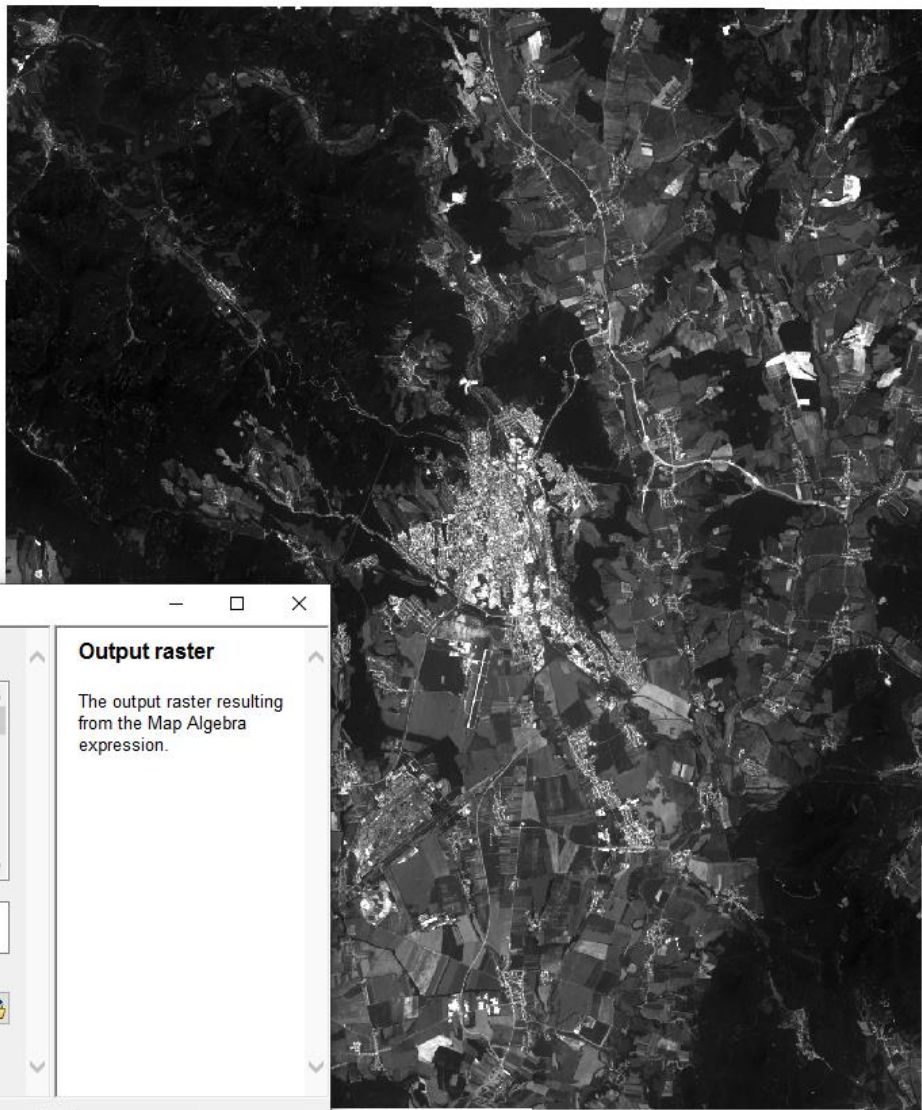 Output raster
The output raster resulting
from the Map Algebra
expression.